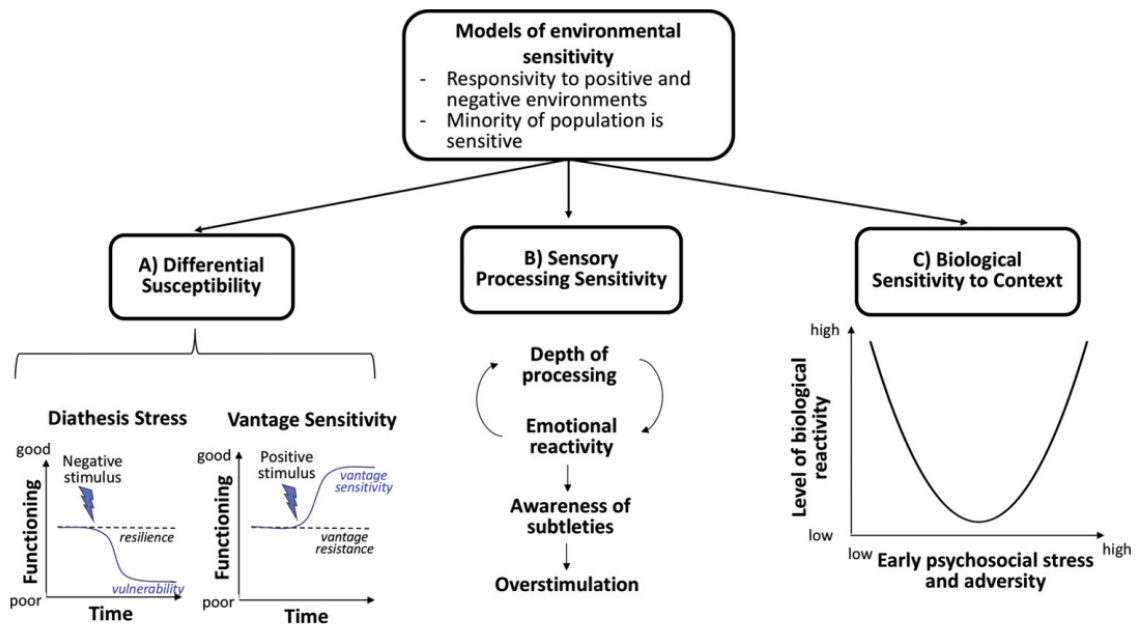 Models of environmental
sensitivity
- Responsivity to positive and
negative environments
- Minority of population is
sensitive
A) Differential
Susceptibility
B) Sensory
Processing Sensitivity
C) Biological
Sensitivity to Context
Diathesis Stress
good
Functioning
poor
Negative
stimulus
resilience
vulnerability
Time
Vantage Sensitivity
good
Functioning
poor
Positive
stimulus
vantage
sensitivity
vantage
resistance
Time
Depth of
processing
Emotional
reactivity
Awareness of
subtleties
Overstimulation
high
Level of biological
reactivity
low
low
high
Early psychosocial stress
and adversity